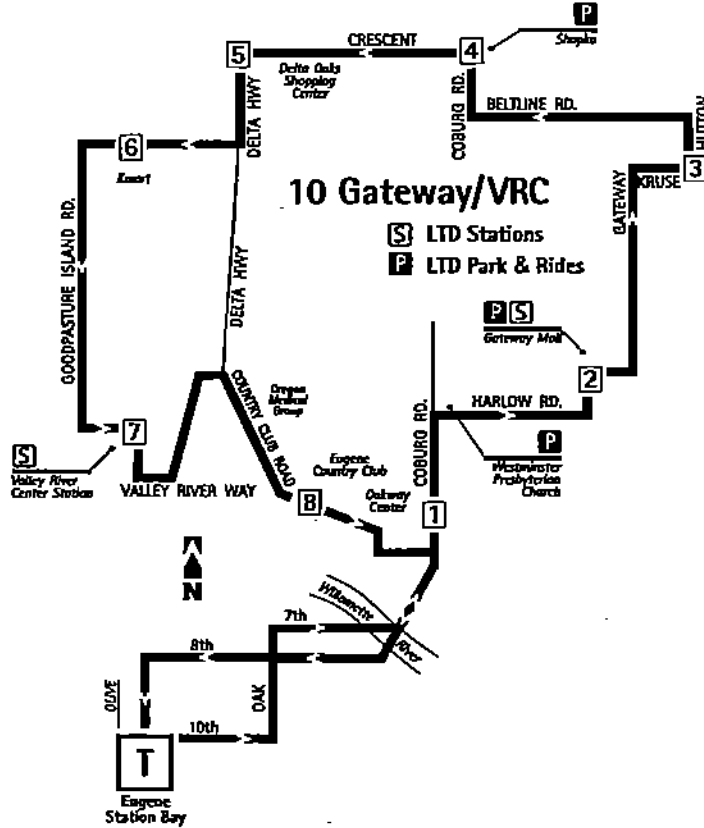 P
Shopko
CRESCENT
4
5
Delta Oaks
Shopping
Center
DELTA HWY
COBURG RD.
BELTLINE RD.
HUTTON
3
KRUSE
GATEWAY
6
Kmart
10 Gateway/VRC
S LTD Stations
P LTD Park & Rides
GOODPASTURE ISLAND RD.
DELTA HWY
P S
Gateway Mall
2
HARLOW RD.
COBURG RD.
P
Westminster
Presbyterian
Church
COUNTRY CLUB ROAD
Oregon
Medical
Group
7
S
Valley River
Center Station
VALLEY RIVER WAY
Eugene
Country Club
Oakway
Center
8
1
N
Willamette
River
7th
8th
OLIVE
OAK
10th
T
Eugene
Station Bay